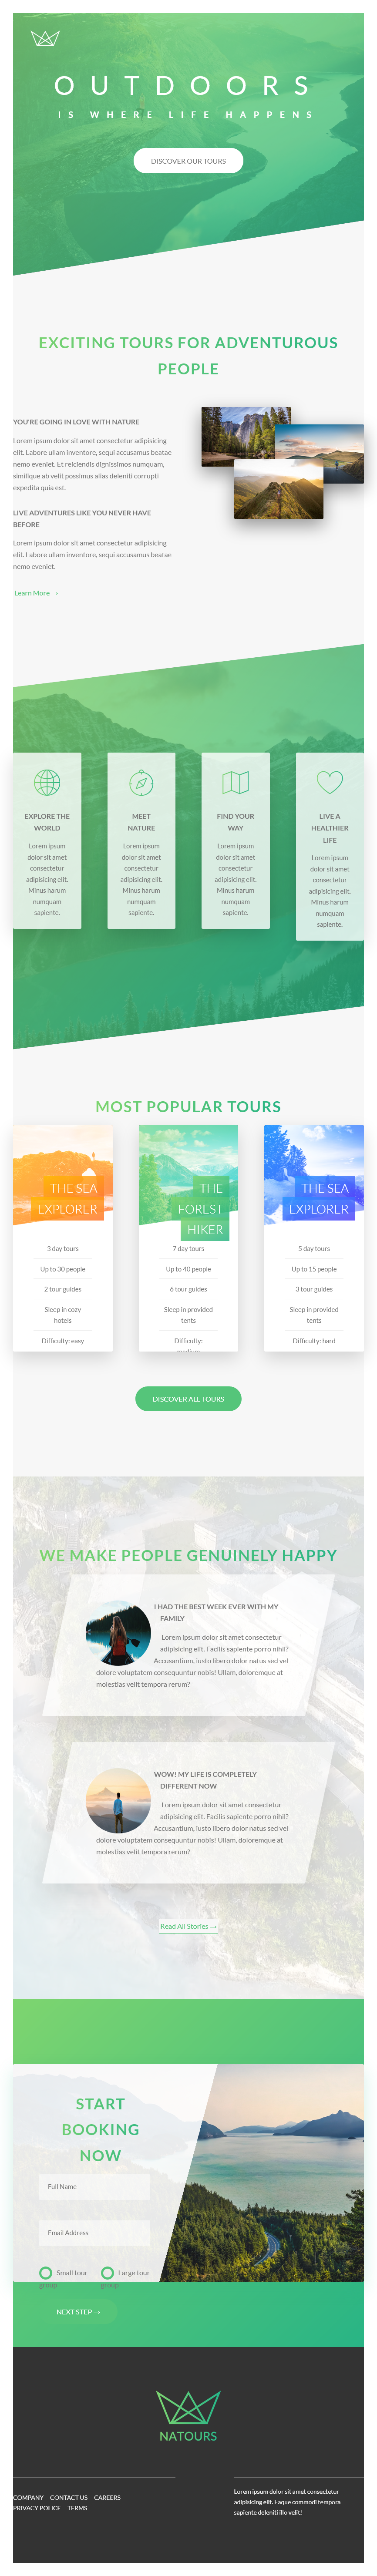 OUTDOORS
IS WHERE LIFE HAPPENS
DISCOVER OUR TOURS
EXCITING TOURS FOR ADVENTUROUS
PEOPLE
YOU'RE GOING IN LOVE WITH NATURE
Lorem ipsum dolor sit amet consectetur adipisicing
elit. Labore ullam inventore, sequi accusamus beatae
nemo eveniet. Et reiciendis dignissimos numquam,
similique ab velit possimus alias deleniti corrupti
expedita quia est.
LIVE ADVENTURES LIKE YOU NEVER HAVE
BEFORE
Lorem ipsum dolor sit amet consectetur adipisicing
elit. Labore ullam inventore, sequi accusamus beatae
nemo eveniet.
Learn More →
EXPLORE THE
WORLD
Lorem ipsum
dolor sit amet
consectetur
adipisicing elit.
Minus harum
numquam
sapiente.
MEET
NATURE
Lorem ipsum
dolor sit amet
consectetur
adipisicing elit.
Minus harum
numquam
sapiente.
FIND YOUR
WAY
Lorem ipsum
dolor sit amet
consectetur
adipisicing elit.
Minus harum
numquam
sapiente.
LIVE A
HEALTHIER
LIFE
Lorem ipsum
dolor sit amet
consectetur
adipisicing elit.
Minus harum
numquam
sapiente.
MOST POPULAR TOURS
THE SEA
EXPLORER
3 day tours
Up to 30 people
2 tour guides
Sleep in cozy
hotels
Difficulty: easy
THE
FOREST
HIKER
7 day tours
Up to 40 people
6 tour guides
Sleep in provided
tents
Difficulty:
medium
THE SEA
EXPLORER
5 day tours
Up to 15 people
3 tour guides
Sleep in provided
tents
Difficulty: hard
DISCOVER ALL TOURS
WE MAKE PEOPLE GENUINELY HAPPY
I HAD THE BEST WEEK EVER WITH MY
FAMILY
Lorem ipsum dolor sit amet consectetur
adipisicing elit. Facilis sapiente porro nihil?
Accusantium, iusto libero dolor natus sed vel
dolore voluptatem consequuntur nobis! Ullam, doloremque at
molestias velit tempora rerum?
WOW! MY LIFE IS COMPLETELY
DIFFERENT NOW
Lorem ipsum dolor sit amet consectetur
adipisicing elit. Facilis sapiente porro nihil?
Accusantium, iusto libero dolor natus sed vel
dolore voluptatem consequuntur nobis! Ullam, doloremque at
molestias velit tempora rerum?
Read All Stories →
START
BOOKING
NOW
Full Name
Email Address
Small tour
group
Large tour
group
NEXT STEP →
NATOURS
COMPANY CONTACT US CAREERS
PRIVACY POLICE TERMS
Lorem ipsum dolor sit amet consectetur
adipisicing elit. Eaque commodi tempora
sapiente deleniti illo velit!